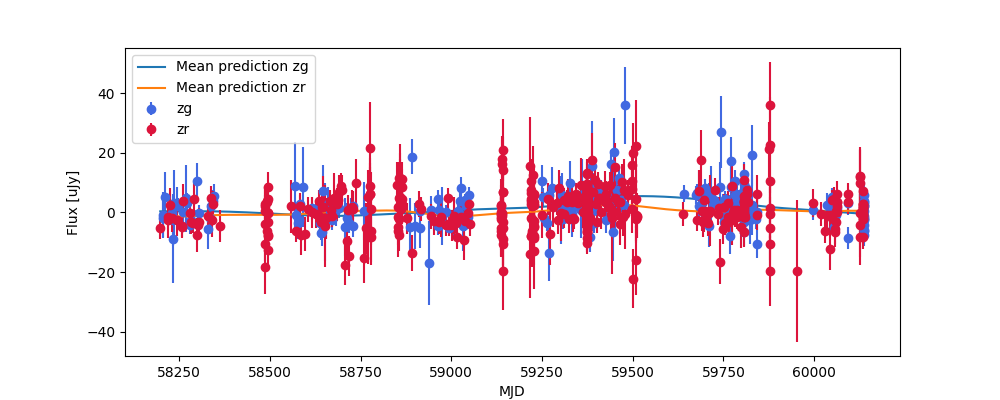 Mean prediction zg
Mean prediction zr
zg
zr
Flux [uJy]
40
20
0
−20
−40
58250
58500
58750
59000
59250
59500
59750
60000
MJD